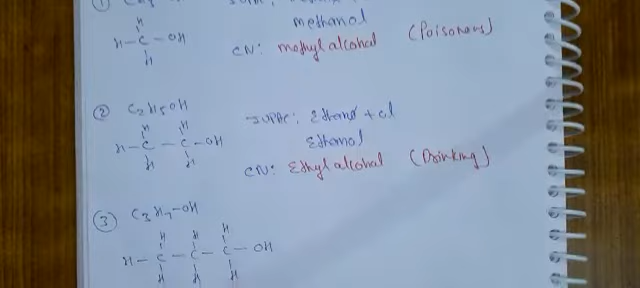 ①
H
H - C - OH
H
methanol
CN: methyl alcohol (Poisonous)
② C2H5OH
IUPAC: Ethane + ol
H H
H - C - C - OH
H H
Ethanol
CN: Ethyl alcohol (Drinking)
③ C3H7-OH
H H H
H - C - C - C - OH
H H H